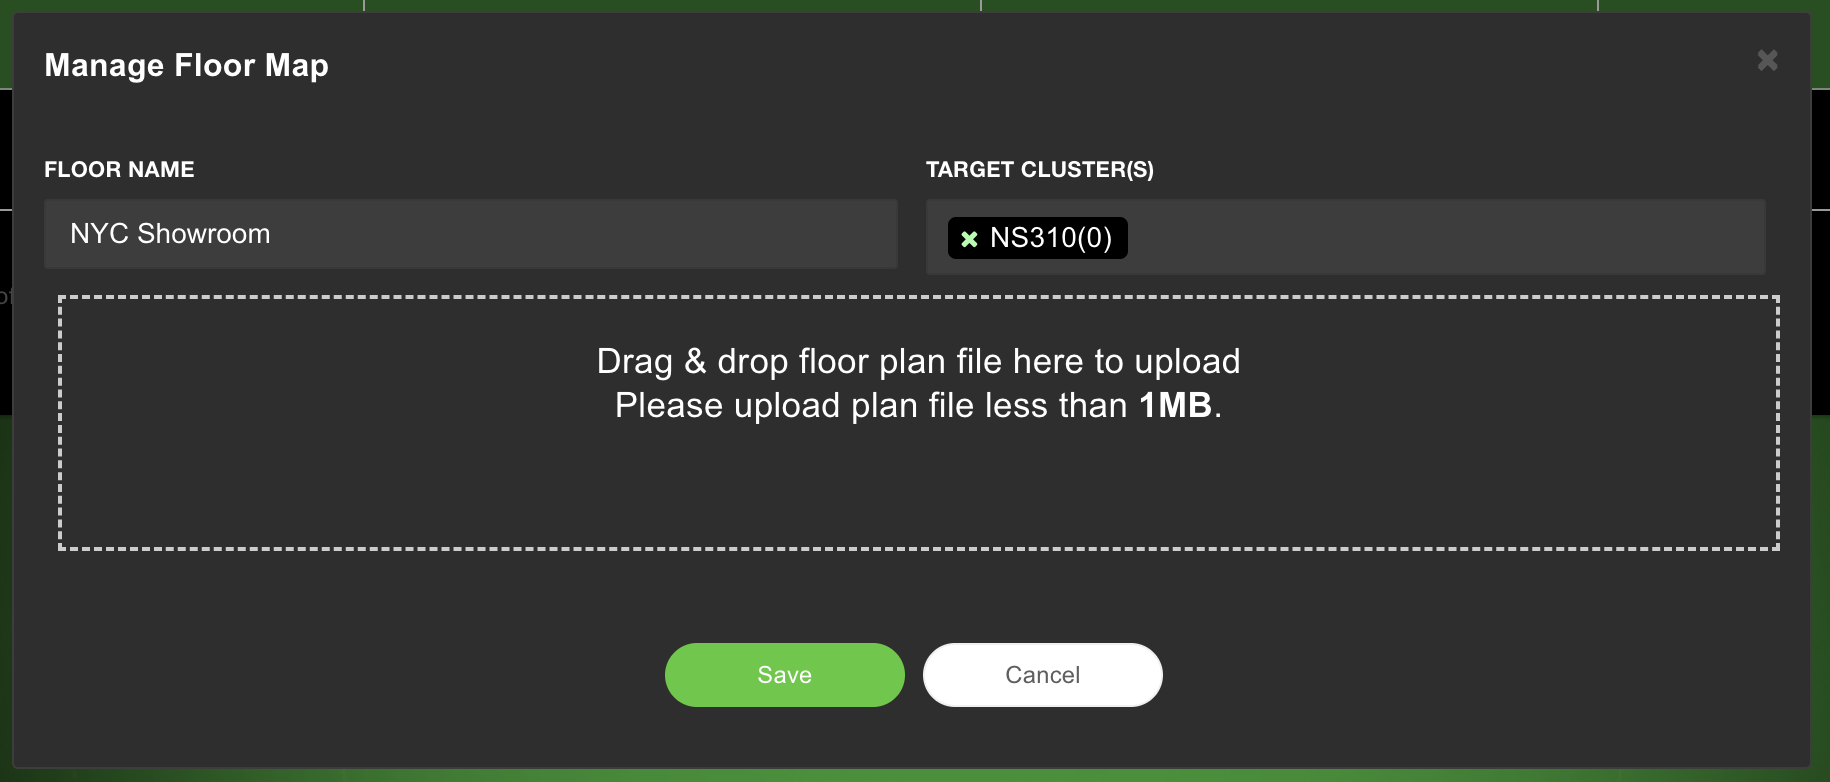 Manage Floor Map
FLOOR NAME
TARGET CLUSTER(S)
NYC Showroom
NS310(0)
Drag & drop floor plan file here to upload
Please upload plan file less than 1MB.
Save
Cancel